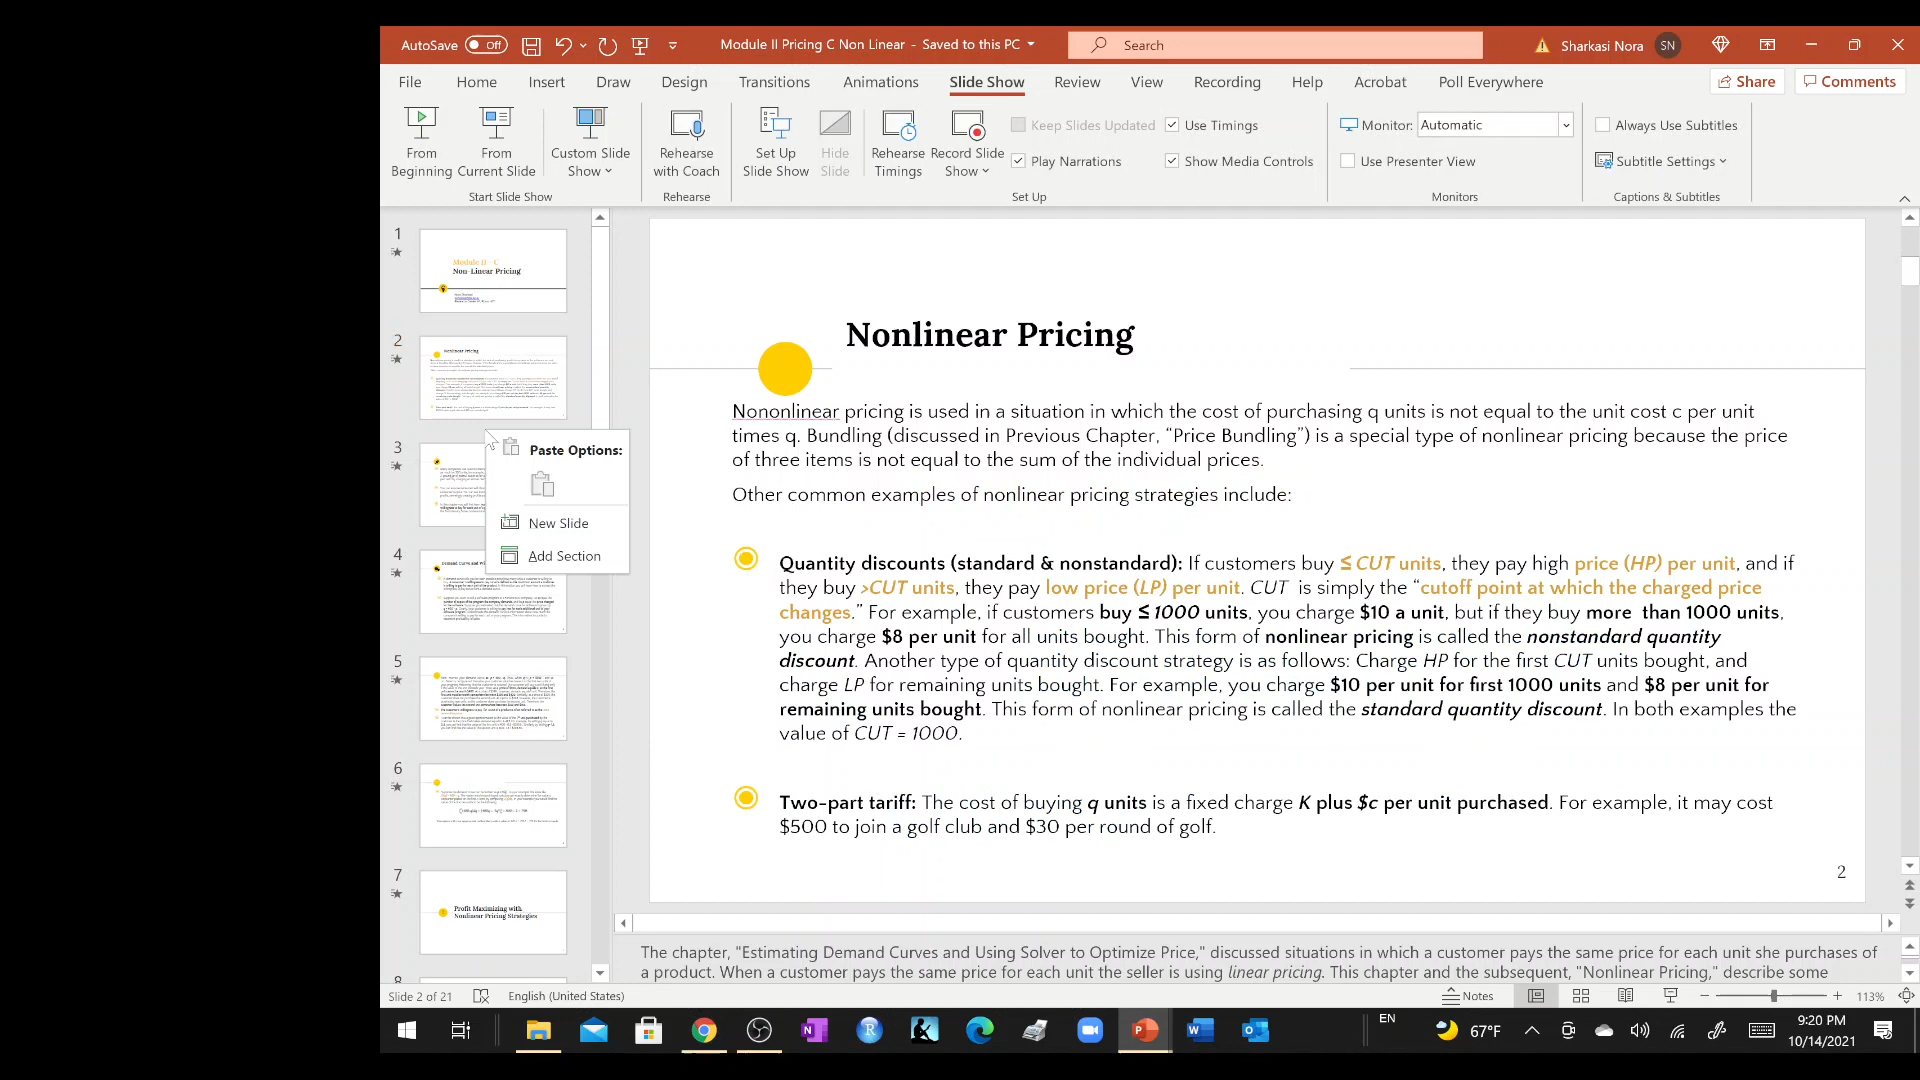 AutoSave Off Module II Pricing C Non Linear - Saved to this PC Search Sharkasi Nora SN
File Home Insert Draw Design Transitions Animations Slide Show Review View Recording Help Acrobat Poll Everywhere Share Comments
From Beginning
From Current Slide
Custom Slide Show
Start Slide Show
Rehearse with Coach
Rehearse
Set Up Slide Show
Hide Slide
Rehearse Timings
Record Slide Show
Keep Slides Updated
Use Timings
Play Narrations
Show Media Controls
Set Up
Monitor: Automatic
Use Presenter View
Monitors
Always Use Subtitles
Subtitle Settings
Captions & Subtitles
1
Module II - C
Non-Linear Pricing
2
Nonlinear Pricing
3
4
5
6
7
Profit Maximizing with
Nonlinear Pricing Strategies
8
Paste Options:
New Slide
Add Section
Nonlinear Pricing
Nononlinear pricing is used in a situation in which the cost of purchasing q units is not equal to the unit cost c per unit
times q. Bundling (discussed in Previous Chapter, “Price Bundling”) is a special type of nonlinear pricing because the price
of three items is not equal to the sum of the individual prices.
Other common examples of nonlinear pricing strategies include:
Quantity discounts (standard & nonstandard): If customers buy ≤ CUT units, they pay high price (HP) per unit, and if
they buy >CUT units, they pay low price (LP) per unit. CUT is simply the “cutoff point at which the charged price
changes.” For example, if customers buy ≤ 1000 units, you charge $10 a unit, but if they buy more than 1000 units,
you charge $8 per unit for all units bought. This form of nonlinear pricing is called the nonstandard quantity
discount. Another type of quantity discount strategy is as follows: Charge HP for the first CUT units bought, and
charge LP for remaining units bought. For example, you charge $10 per unit for first 1000 units and $8 per unit for
remaining units bought. This form of nonlinear pricing is called the standard quantity discount. In both examples the
value of CUT = 1000.
Two-part tariff: The cost of buying q units is a fixed charge K plus $c per unit purchased. For example, it may cost
$500 to join a golf club and $30 per round of golf.
2
The chapter, "Estimating Demand Curves and Using Solver to Optimize Price," discussed situations in which a customer pays the same price for each unit she purchases of
a product. When a customer pays the same price for each unit the seller is using linear pricing. This chapter and the subsequent, "Nonlinear Pricing," describe some
Slide 2 of 21 English (United States) Notes 113%
EN 67°F 9:20 PM
10/14/2021